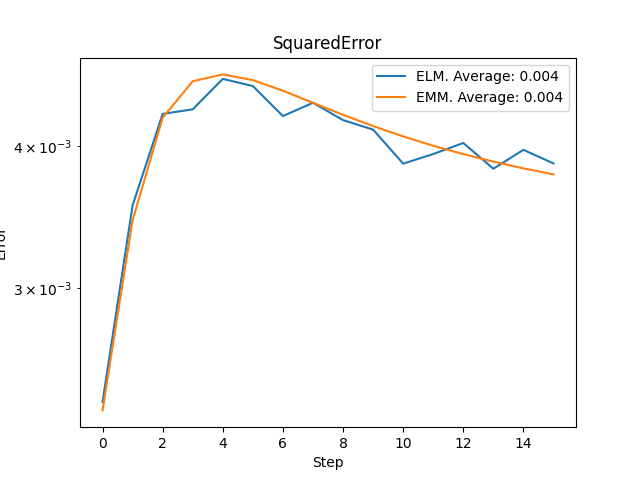 SquaredError
ELM. Average: 0.004
EMM. Average: 0.004
4 × 10⁻³
3 × 10⁻³
Error
0 2 4 6 8 10 12 14
Step